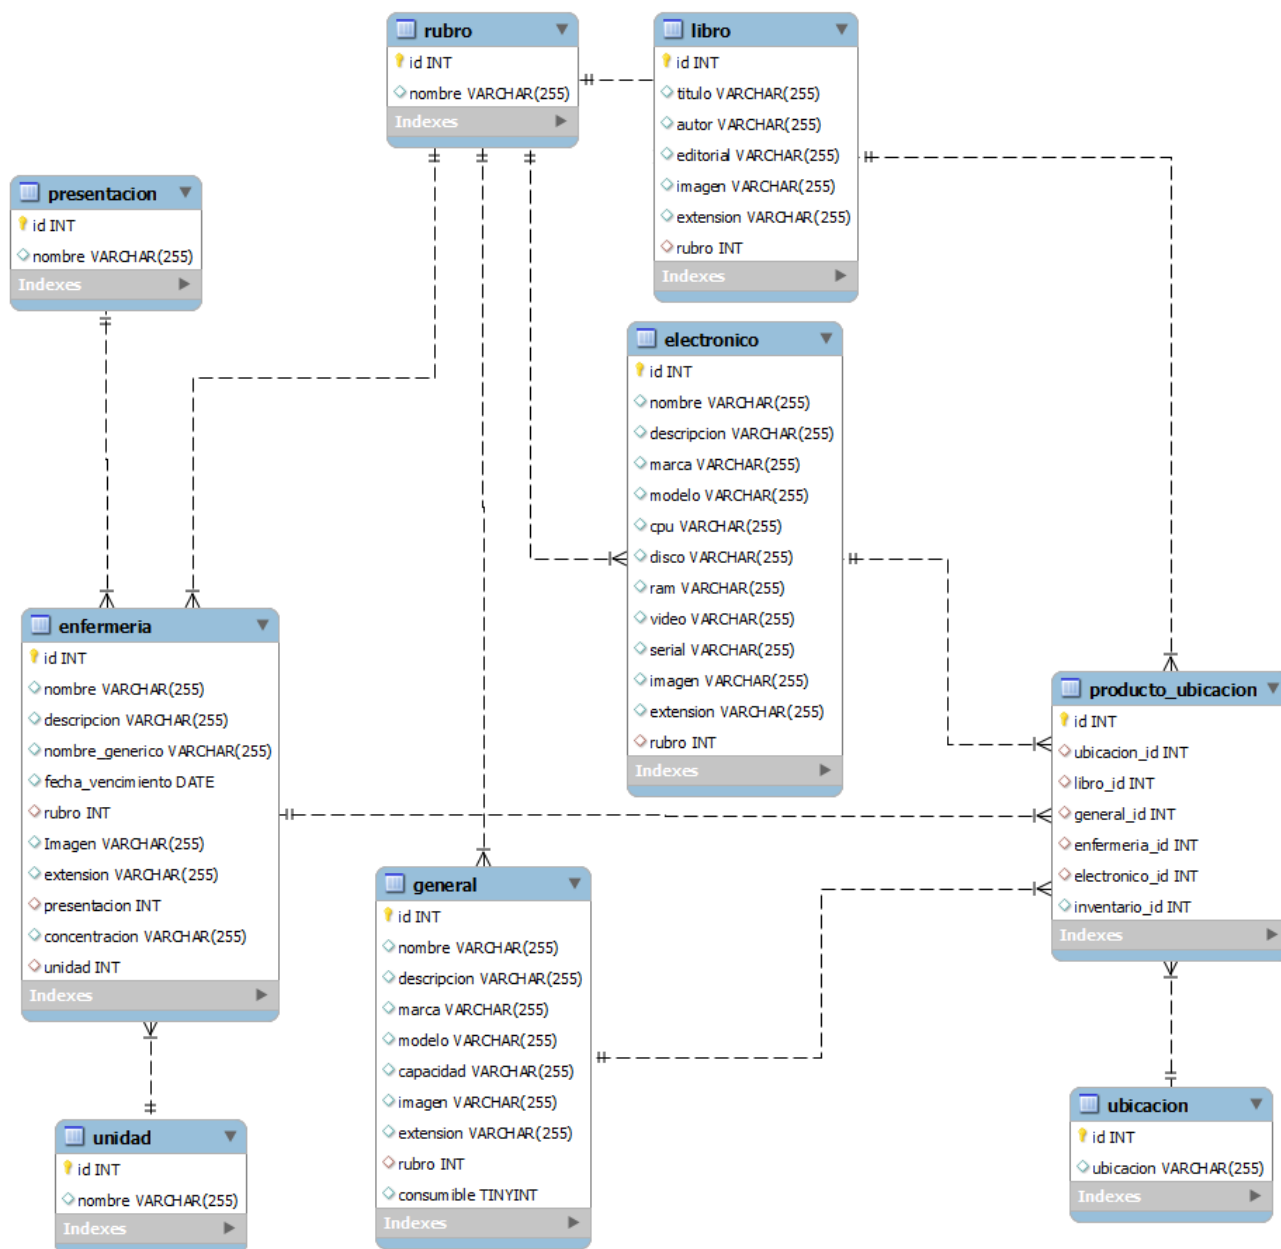 rubro
id INT
nombre VARCHAR(255)
Indexes
libro
id INT
titulo VARCHAR(255)
autor VARCHAR(255)
editorial VARCHAR(255)
imagen VARCHAR(255)
extension VARCHAR(255)
rubro INT
Indexes
presentacion
id INT
nombre VARCHAR(255)
Indexes
electronico
id INT
nombre VARCHAR(255)
descripcion VARCHAR(255)
marca VARCHAR(255)
modelo VARCHAR(255)
cpu VARCHAR(255)
disco VARCHAR(255)
ram VARCHAR(255)
video VARCHAR(255)
serial VARCHAR(255)
imagen VARCHAR(255)
extension VARCHAR(255)
rubro INT
Indexes
enfermeria
id INT
nombre VARCHAR(255)
descripcion VARCHAR(255)
nombre_generico VARCHAR(255)
fecha_vencimiento DATE
rubro INT
Imagen VARCHAR(255)
extension VARCHAR(255)
presentacion INT
concentracion VARCHAR(255)
unidad INT
Indexes
producto_ubicacion
id INT
ubicacion_id INT
libro_id INT
general_id INT
enfermeria_id INT
electronico_id INT
inventario_id INT
Indexes
general
id INT
nombre VARCHAR(255)
descripcion VARCHAR(255)
marca VARCHAR(255)
modelo VARCHAR(255)
capacidad VARCHAR(255)
imagen VARCHAR(255)
extension VARCHAR(255)
rubro INT
consumible TINYINT
Indexes
unidad
id INT
nombre VARCHAR(255)
Indexes
ubicacion
id INT
ubicacion VARCHAR(255)
Indexes